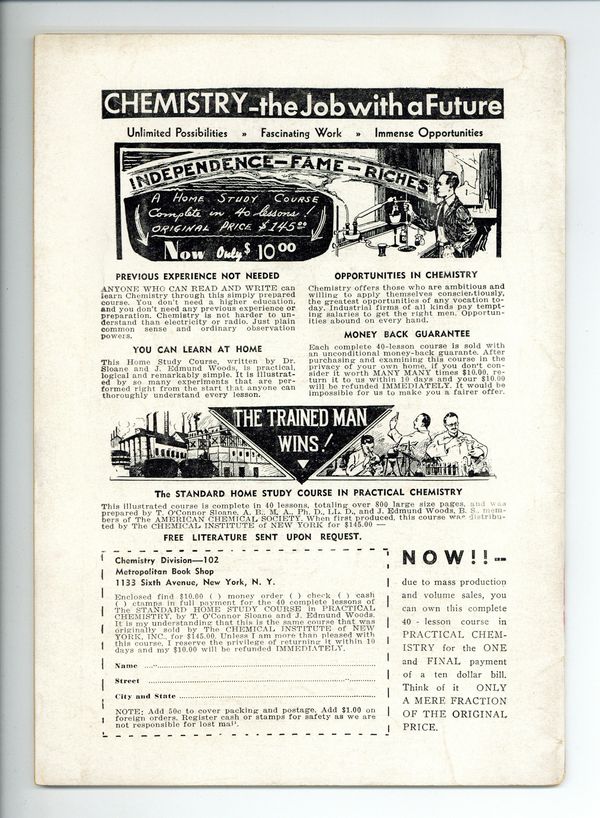 CHEMISTRY—the Job with a Future
Unlimited Possibilities » Fascinating Work » Immense Opportunities
INDEPENDENCE—FAME—RICHES
A HOME STUDY COURSE
Complete in 40 lessons!
ORIGINAL PRICE $145.00
Now Only $10.00
PREVIOUS EXPERIENCE NOT NEEDED
ANYONE WHO CAN READ AND WRITE can
learn Chemistry through this simply prepared
course. You don't need a higher education,
and you don't need any previous experience or
preparation. Chemistry is not harder to un-
derstand than electricity or radio. Just plain
common sense and ordinary observation
powers.
YOU CAN LEARN AT HOME
This Home Study Course, written by Dr.
Sloane and J. Edmund Woods, is practical,
logical and remarkably simple. It is illustrat-
ed by so many experiments that are per-
formed right from the start that anyone can
thoroughly understand every lesson.
OPPORTUNITIES IN CHEMISTRY
Chemistry offers those who are ambitious and
willing to apply themselves conscientiously,
the greatest opportunities of any vocation to-
day. Industrial firms of all kinds pay tempt-
ing salaries to get the right men. Opportun-
ities abound on every hand.
MONEY BACK GUARANTEE
Each complete 40-lesson course is sold with
an unconditional money-back guarante. After
purchasing and examining this course in the
privacy of your own home, if you don't con-
sider it worth MANY MANY times $10.00, re-
turn it to us within 10 days and your $10.00
will be refunded IMMEDIATELY. It would be
impossible for us to make you a fairer offer.
THE TRAINED MAN
WINS!
The STANDARD HOME STUDY COURSE IN PRACTICAL CHEMISTRY
This illustrated course is complete in 40 lessons, totaling over 800 large size pages, and was
prepared by T. O'Connor Sloane, A. B., M. A., Ph. D., LL. D., and J. Edmund Woods, B. S., mem-
bers of The AMERICAN CHEMICAL SOCIETY. When first produced, this course was distribu-
ted by The CHEMICAL INSTITUTE of NEW YORK for $145.00 —
FREE LITERATURE SENT UPON REQUEST.
Chemistry Division—102
Metropolitan Book Shop
1133 Sixth Avenue, New York, N. Y.
Enclosed find $10.00 ( ) money order ( ) check ( ) cash
( ) stamps in full payment for the 40 complete lessons of
The STANDARD HOME STUDY COURSE in PRACTICAL
CHEMISTRY, by T. O'Connor Sloane and J. Edmund Woods.
It is my understanding that this is the same course that was
originally sold by The CHEMICAL INSTITUTE of NEW
YORK, INC., for $145.00. Unless I am more than pleased with
this course, I reserve the privilege of returning it within 10
days and my $10.00 will be refunded IMMEDIATELY.
Name
Street
City and State
NOTE: Add 50c to cover packing and postage. Add $1.00 on
foreign orders. Register cash or stamps for safety as we are
not responsible for lost mail.
NOW!!--
due to mass production
and volume sales, you
can own this complete
40 - lesson course in
PRACTICAL CHEM-
ISTRY for the ONE
and FINAL payment
of a ten dollar bill.
Think of it ONLY
A MERE FRACTION
OF THE ORIGINAL
PRICE.